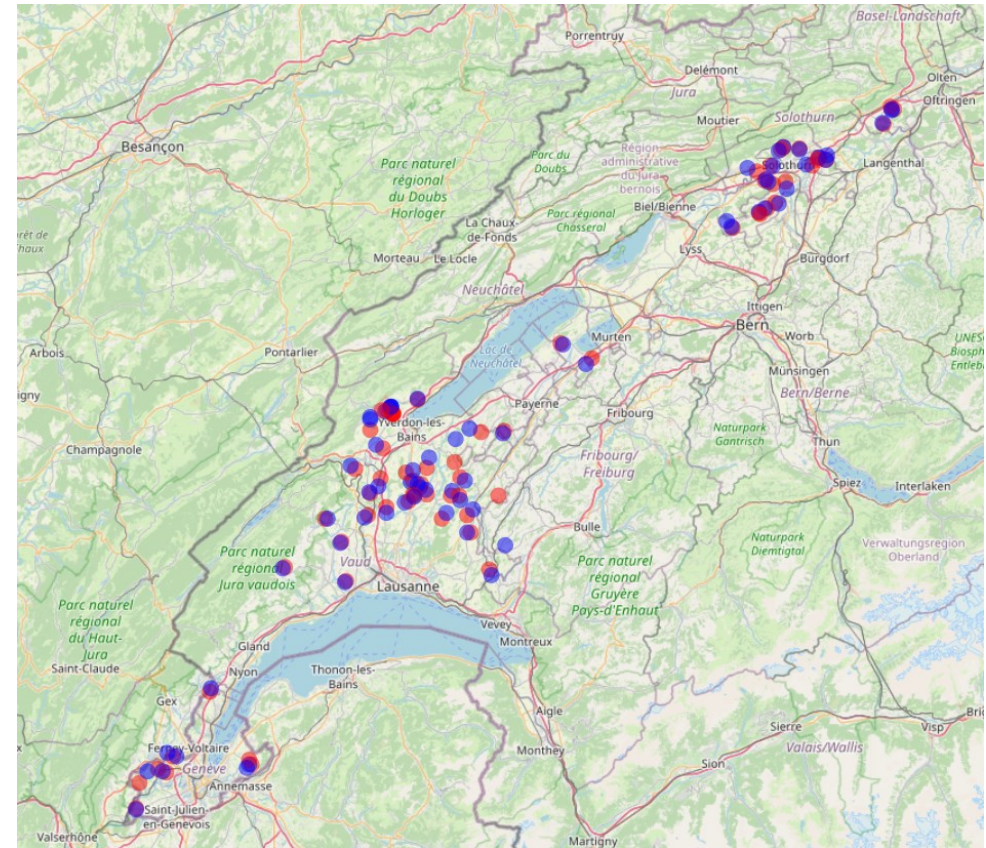 Basel-Landschaft
Porrentruy
Delémont
Olten
Jura
Oftringen
Moutier
Solothurn
Besançon
Parc du
Doubs
Région
administrative
du Jura
bernois
Langenthal
Parc naturel
régional
du Doubs
Horloger
Biel/Bienne
La Chaux-
de-Fonds
Parc régional
Chasseral
Lyss
Burgdorf
Morteau
Le Locle
Neuchâtel
Ittigen
Bern
Worb
Murten
Arbois
Pontarlier
Lac de
Neuchâtel
Münsingen
Bern/Berne
Payerne
Fribourg
Yverdon-les-
Bains
Champagnole
Naturpark
Gantrisch
Thun
Fribourg/
Freiburg
Spiez
Interlaken
Bulle
Naturpark
Diemtigtal
Verwaltungsregion
Oberland
Parc naturel
régional
Jura vaudois
Vaud
Lausanne
Parc naturel
régional
Gruyère
Pays-d'Enhaut
Parc naturel
régional
du Haut-
Jura
Vevey
Montreux
Gland
Saint-Claude
Nyon
Thonon-les-
Bains
Gex
Aigle
Sierre
Visp
Ferney-Voltaire
Monthey
Valais/Wallis
Genève
Sion
Annemasse
Saint-Julien-
en-Genevois
Valserhône
Martigny